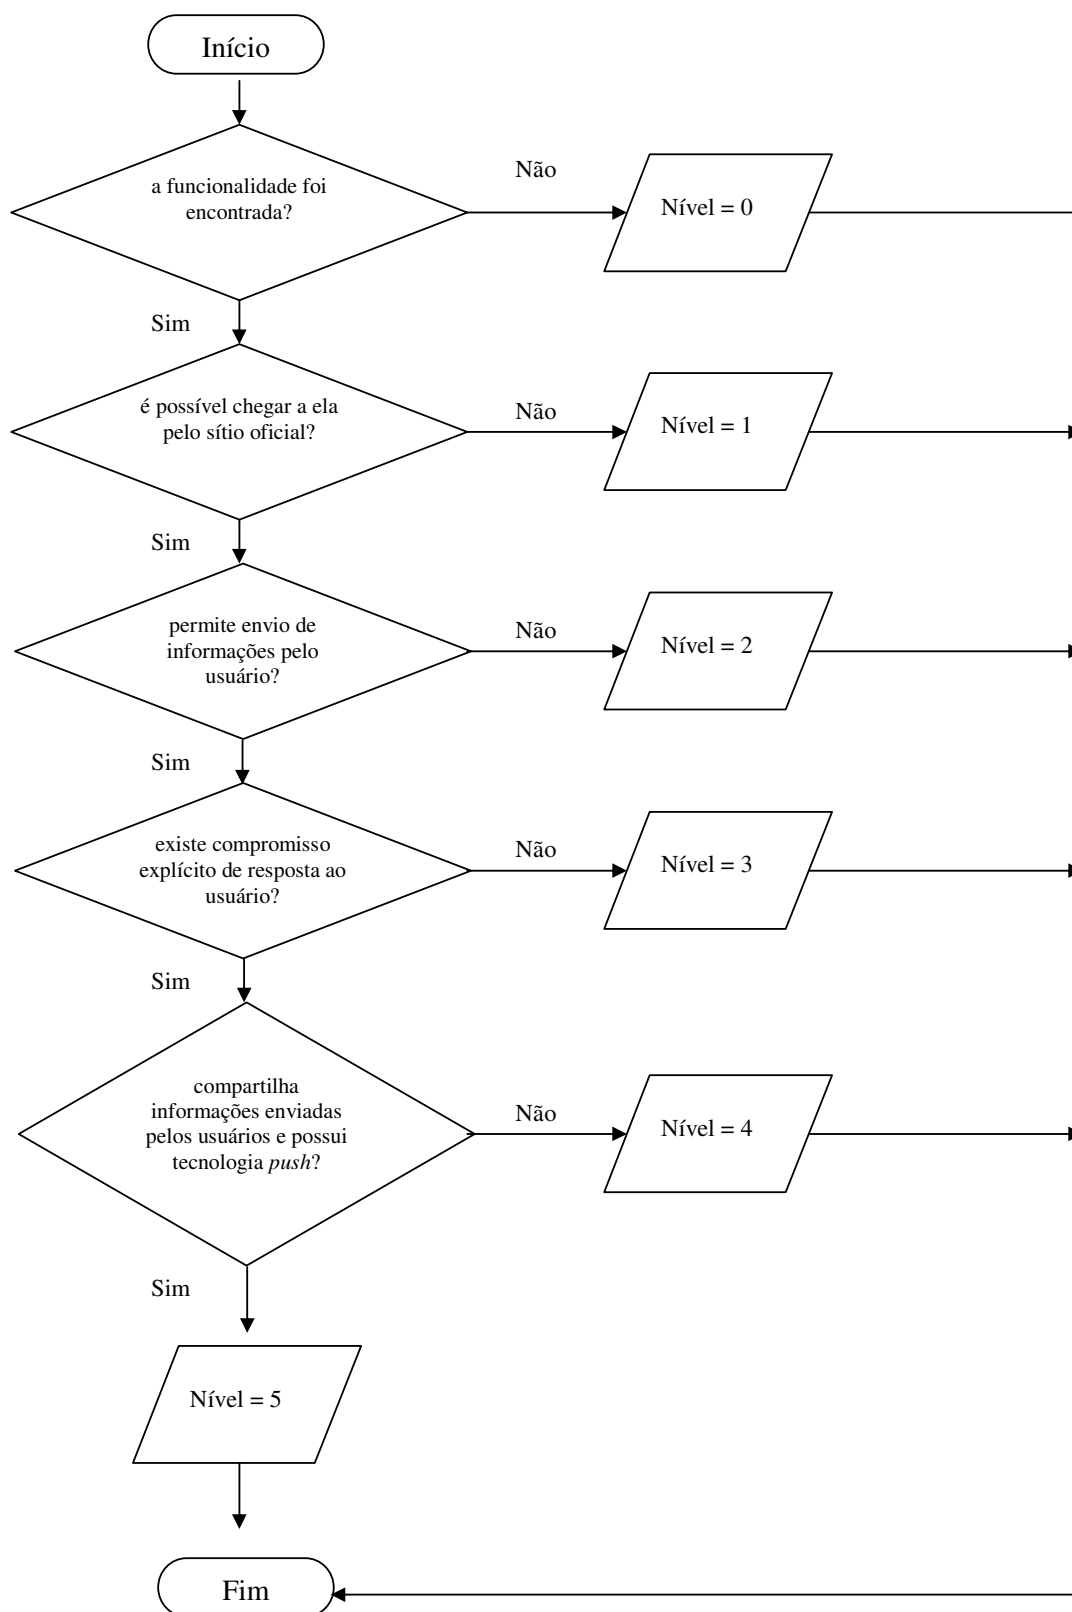 Início
a funcionalidade foi
encontrada?
Não
Nível = 0
Sim
é possível chegar a ela
pelo sítio oficial?
Não
Nível = 1
Sim
permite envio de
informações pelo
usuário?
Não
Nível = 2
Sim
existe compromisso
explícito de resposta ao
usuário?
Não
Nível = 3
Sim
compartilha
informações enviadas
pelos usuários e possui
tecnologia push?
Não
Nível = 4
Sim
Nível = 5
Fim